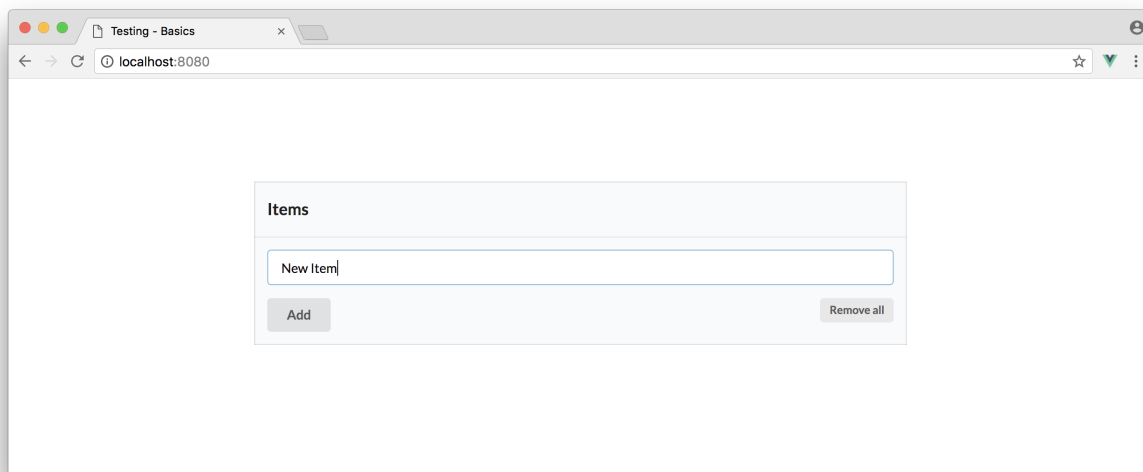 Testing - Basics
localhost:8080
Items
New Item
Add Remove all